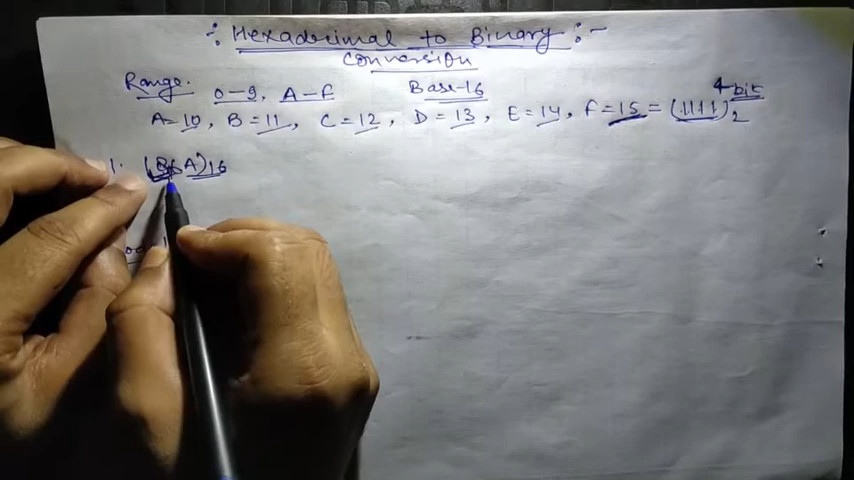 :- Hexadecimal to Binary :-
Conversion
Range. 0-9, A-F Base-16 4 bit
A=10, B=11, C=12, D=13, E=14, F=15=(1111)2
1. A)16